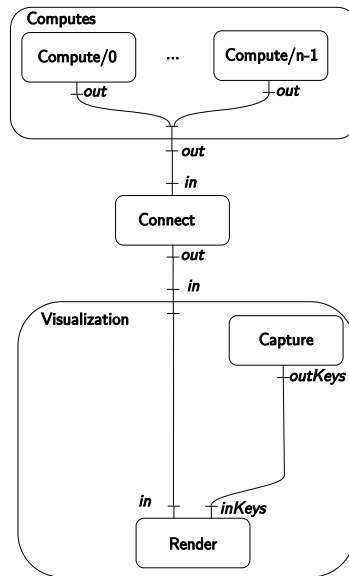 Computes
Compute/0 ... Compute/n-1
out out
out
in
Connect
out
in
Visualization
Capture
outKeys
in inKeys
Render